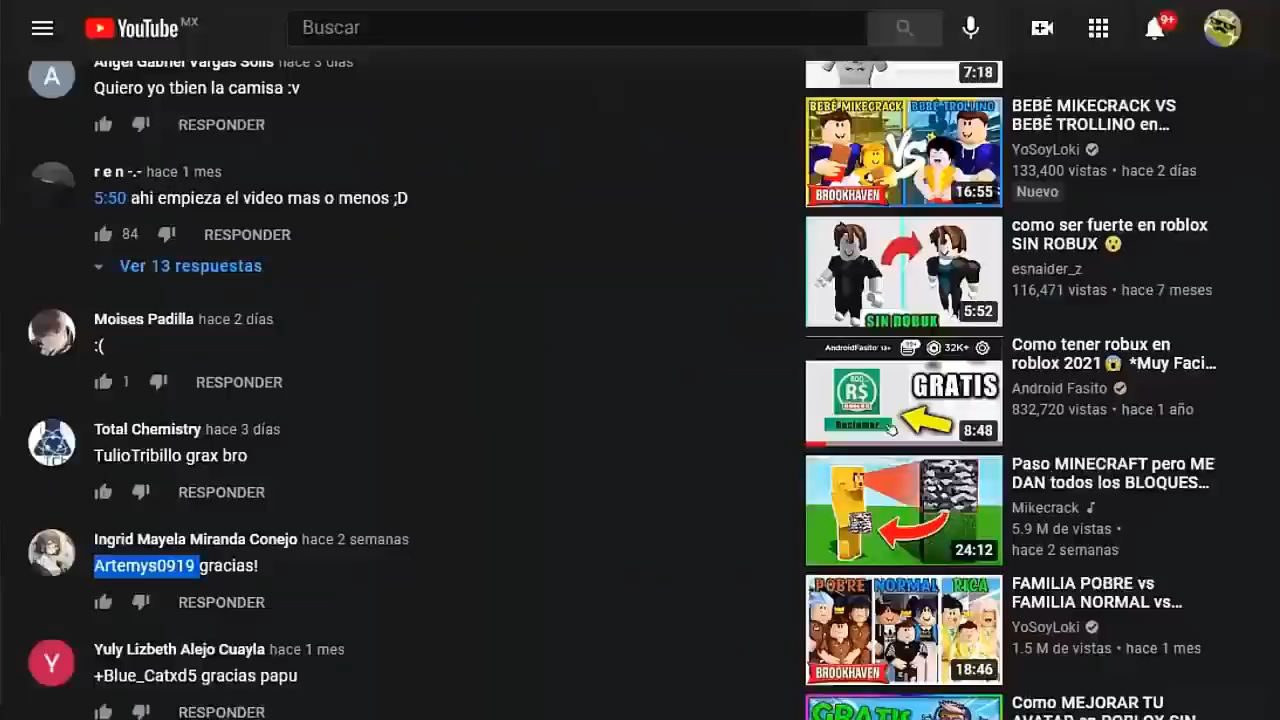 YouTube MX
Buscar
9+
Angel Gabriel Vargas Solis hace 3 días
Quiero yo tbien la camisa :v
RESPONDER
r e n -.- hace 1 mes
5:50 ahi empieza el video mas o menos ;D
84 RESPONDER
Ver 13 respuestas
Moises Padilla hace 2 días
:(
1 RESPONDER
Total Chemistry hace 3 días
TulioTribillo grax bro
RESPONDER
Ingrid Mayela Miranda Conejo hace 2 semanas
Artemys0919 gracias!
RESPONDER
Yuly Lizbeth Alejo Cuayla hace 1 mes
+Blue_Catxd5 gracias papu
RESPONDER
A
Y
7:18
BEBÉ MIKECRACK BEBÉ TROLLINO
VS
BROOKHAVEN
16:55
BEBÉ MIKECRACK VS
BEBÉ TROLLINO en...
YoSoyLoki
133,400 vistas • hace 2 días
Nuevo
SIN ROBUX
5:52
como ser fuerte en roblox
SIN ROBUX 😮
esnaider_z
116,471 vistas • hace 7 meses
AndroidFasito: 13+ 99+ 32K+
GRATIS
R$
8:48
Como tener robux en
roblox 2021😱 *Muy Faci...
Android Fasito
832,720 vistas • hace 1 año
24:12
Paso MINECRAFT pero ME
DAN todos los BLOQUES...
Mikecrack
5.9 M de vistas •
hace 2 semanas
POBRE NORMAL RICA
BROOKHAVEN
18:46
FAMILIA POBRE vs
FAMILIA NORMAL vs...
YoSoyLoki
1.5 M de vistas • hace 1 mes
GRATIS
Como MEJORAR TU
AVATAR en ROBLOX SIN